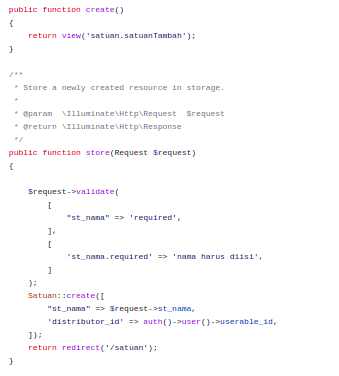 public function create()
{
return view('satuan.satuanTambah');
}
/**
* Store a newly created resource in storage.
*
* @param  \Illuminate\Http\Request  $request
* @return \Illuminate\Http\Response
*/
public function store(Request $request)
{
$request->validate(
[
"st_nama" => 'required',
],
[
'st_nama.required' => 'nama harus diisi',
]
);
Satuan::create([
"st_nama" => $request->st_nama,
'distributor_id' => auth()->user()->userable_id,
]);
return redirect('/satuan');
}